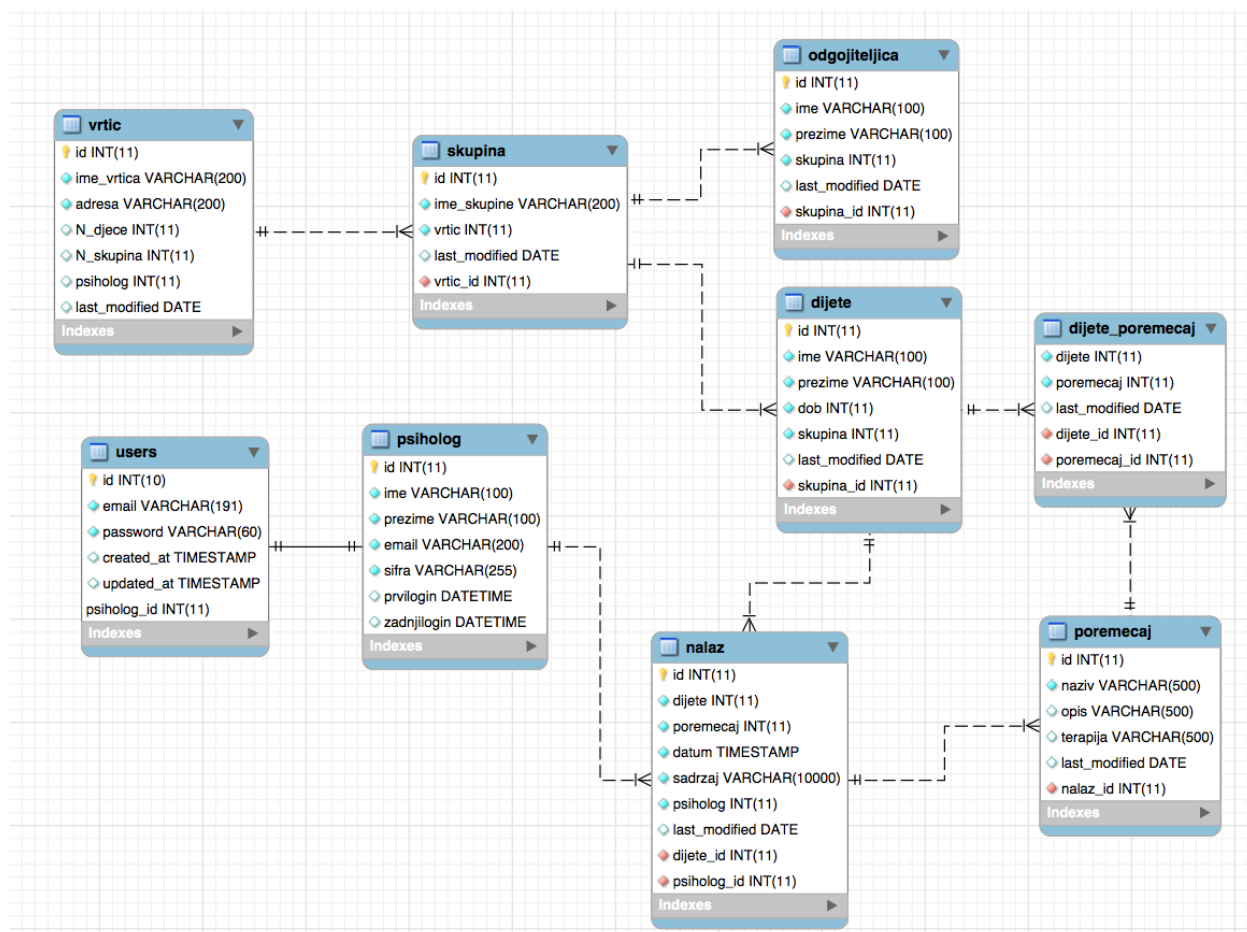 vrtic
id INT(11)
ime_vrtica VARCHAR(200)
adresa VARCHAR(200)
N_djece INT(11)
N_skupina INT(11)
psiholog INT(11)
last_modified DATE
Indexes
skupina
id INT(11)
ime_skupine VARCHAR(200)
vrtic INT(11)
last_modified DATE
vrtic_id INT(11)
Indexes
odgojiteljica
id INT(11)
ime VARCHAR(100)
prezime VARCHAR(100)
skupina INT(11)
last_modified DATE
skupina_id INT(11)
Indexes
dijete
id INT(11)
ime VARCHAR(100)
prezime VARCHAR(100)
dob INT(11)
skupina INT(11)
last_modified DATE
skupina_id INT(11)
Indexes
dijete_poremecaj
dijete INT(11)
poremecaj INT(11)
last_modified DATE
dijete_id INT(11)
poremecaj_id INT(11)
Indexes
users
id INT(10)
email VARCHAR(191)
password VARCHAR(60)
created_at TIMESTAMP
updated_at TIMESTAMP
psiholog_id INT(11)
Indexes
psiholog
id INT(11)
ime VARCHAR(100)
prezime VARCHAR(100)
email VARCHAR(200)
sifra VARCHAR(255)
prvilogin DATETIME
zadnjilogin DATETIME
Indexes
nalaz
id INT(11)
dijete INT(11)
poremecaj INT(11)
datum TIMESTAMP
sadrzaj VARCHAR(10000)
psiholog INT(11)
last_modified DATE
dijete_id INT(11)
psiholog_id INT(11)
Indexes
poremecaj
id INT(11)
naziv VARCHAR(500)
opis VARCHAR(500)
terapija VARCHAR(500)
last_modified DATE
nalaz_id INT(11)
Indexes